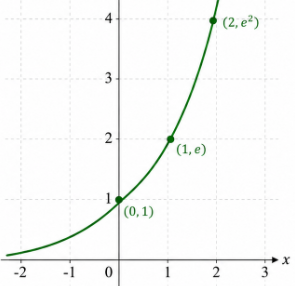 4
(2, e²)
3
2
(1, e)
1
(0, 1)
-2 -1 0 1 2 3 x